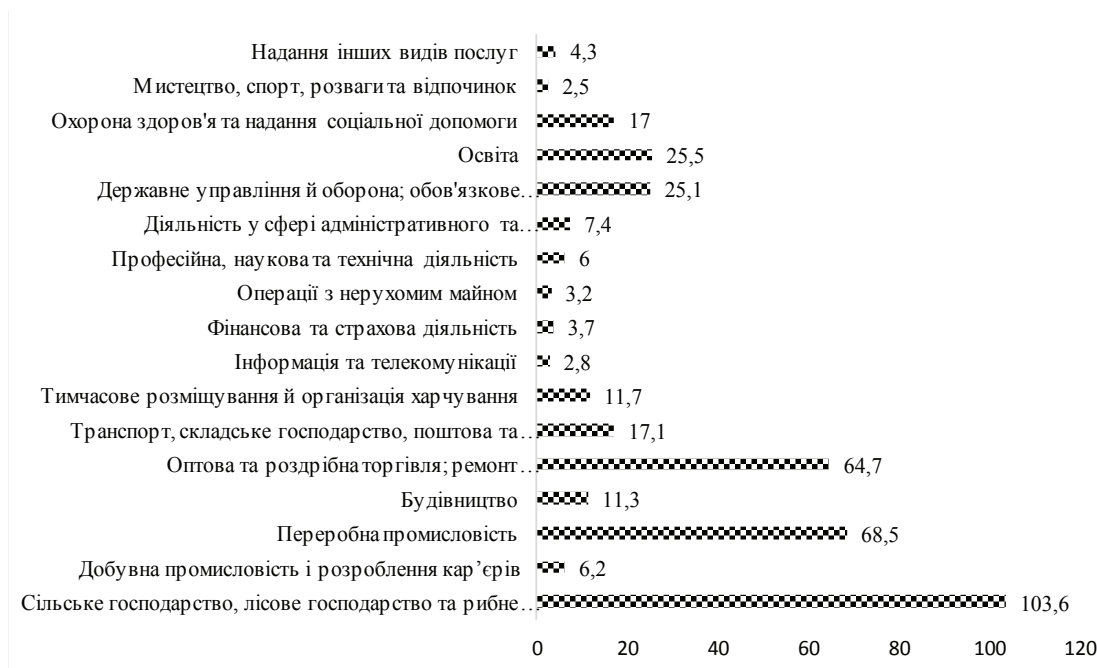 Надання інших видів послуг 4,3
Мистецтво, спорт, розваги та відпочинок 2,5
Охорона здоров'я та надання соціальної допомоги 17
Освіта 25,5
Державне управління й оборона; обов'язкове… 25,1
Діяльність у сфері адміністративного та… 7,4
Професійна, наукова та технічна діяльність 6
Операції з нерухомим майном 3,2
Фінансова та страхова діяльність 3,7
Інформація та телекомунікації 2,8
Тимчасове розміщування й організація харчування 11,7
Транспорт, складське господарство, поштова та… 17,1
Оптова та роздрібна торгівля; ремонт… 64,7
Будівництво 11,3
Переробна промисловість 68,5
Добувна промисловість і розроблення кар’єрів 6,2
Сільське господарство, лісове господарство та рибне… 103,6
0 20 40 60 80 100 120